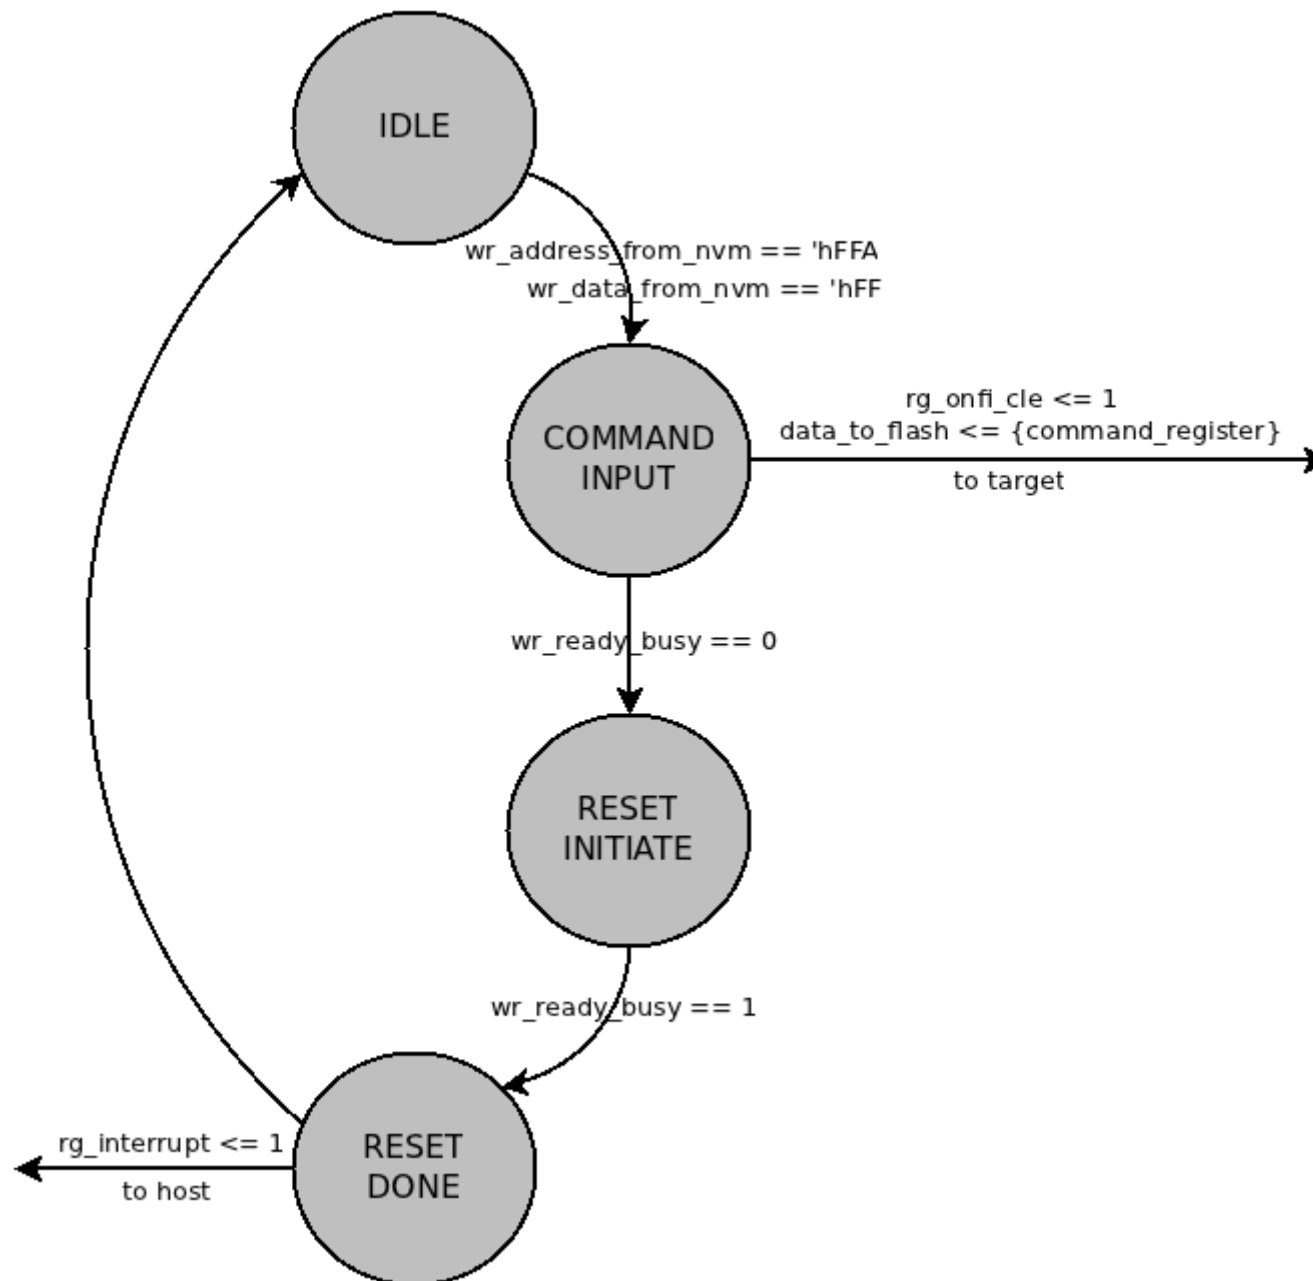 IDLE
wr_address_from_nvm == 'hFFA
wr_data_from_nvm == 'hFF
COMMAND
INPUT
rg_onfi_cle <= 1
data_to_flash <= {command_register}
to target
wr_ready_busy == 0
RESET
INITIATE
wr_ready_busy == 1
rg_interrupt <= 1
to host
RESET
DONE